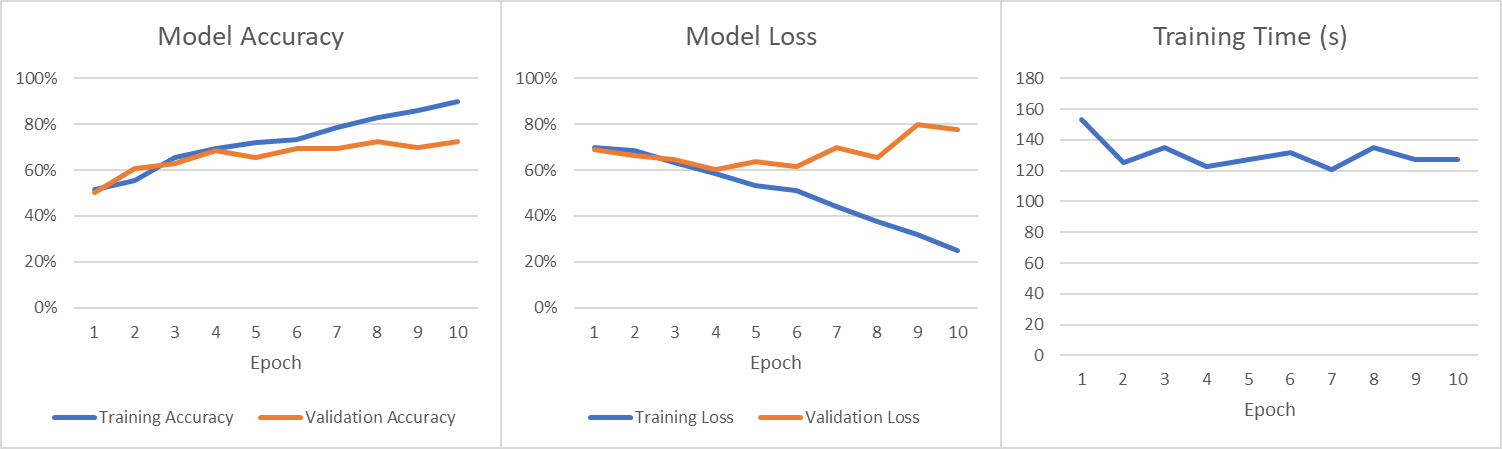 Model Accuracy
100%
80%
60%
40%
20%
0%
1 2 3 4 5 6 7 8 9 10
Epoch
Training Accuracy Validation Accuracy
Model Loss
100%
80%
60%
40%
20%
0%
1 2 3 4 5 6 7 8 9 10
Epoch
Training Loss Validation Loss
Training Time (s)
180
160
140
120
100
80
60
40
20
0
1 2 3 4 5 6 7 8 9 10
Epoch